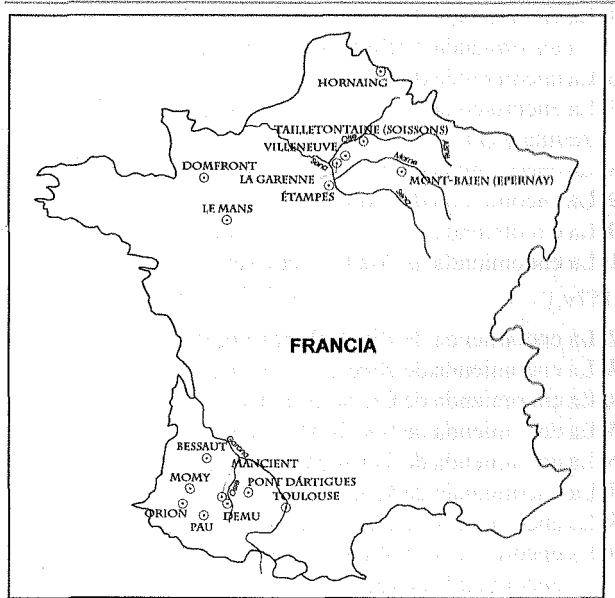 HORNAING
TAILLETONTAINE (SOISSONS)
VILLENEUVE
Marne
DOMFRONT
LA GARENNE
MONT-BAIEN (EPERNAY)
ÉTAMPES
LE MANS
FRANCIA
BESSAUT
Garona
MANCIENT
MOMY
PONT DÁRTIGUES
TOULOUSE
ORION
DEMU
PAU